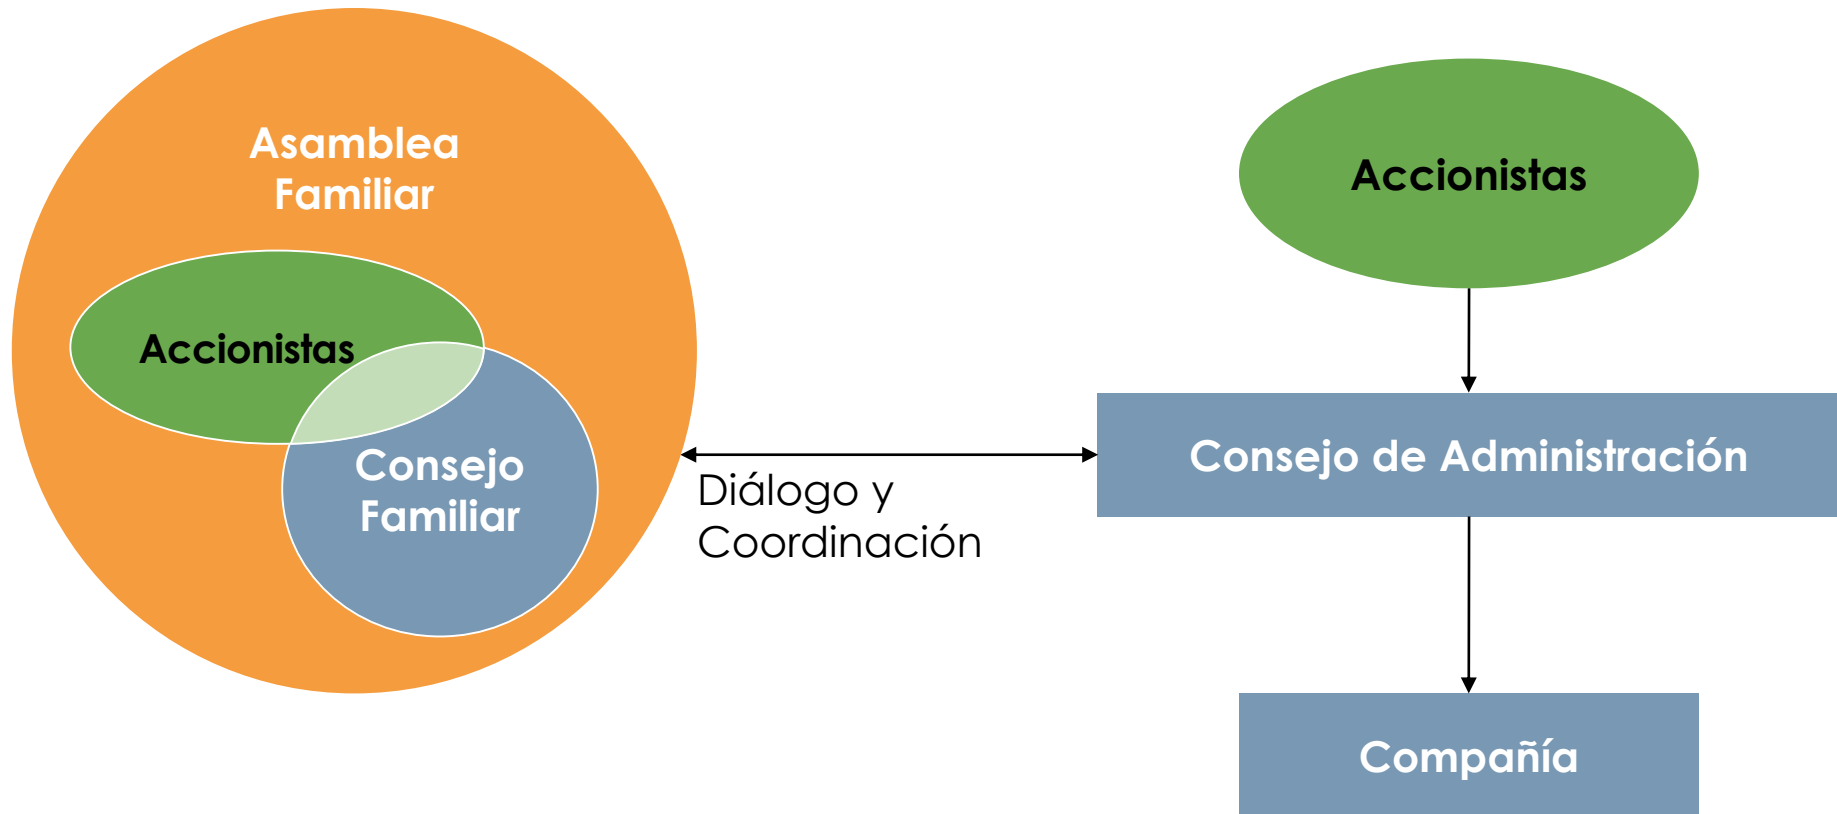 Asamblea
Familiar
Accionistas
Consejo
Familiar
Diálogo y
Coordinación
Accionistas
Consejo de Administración
Compañía